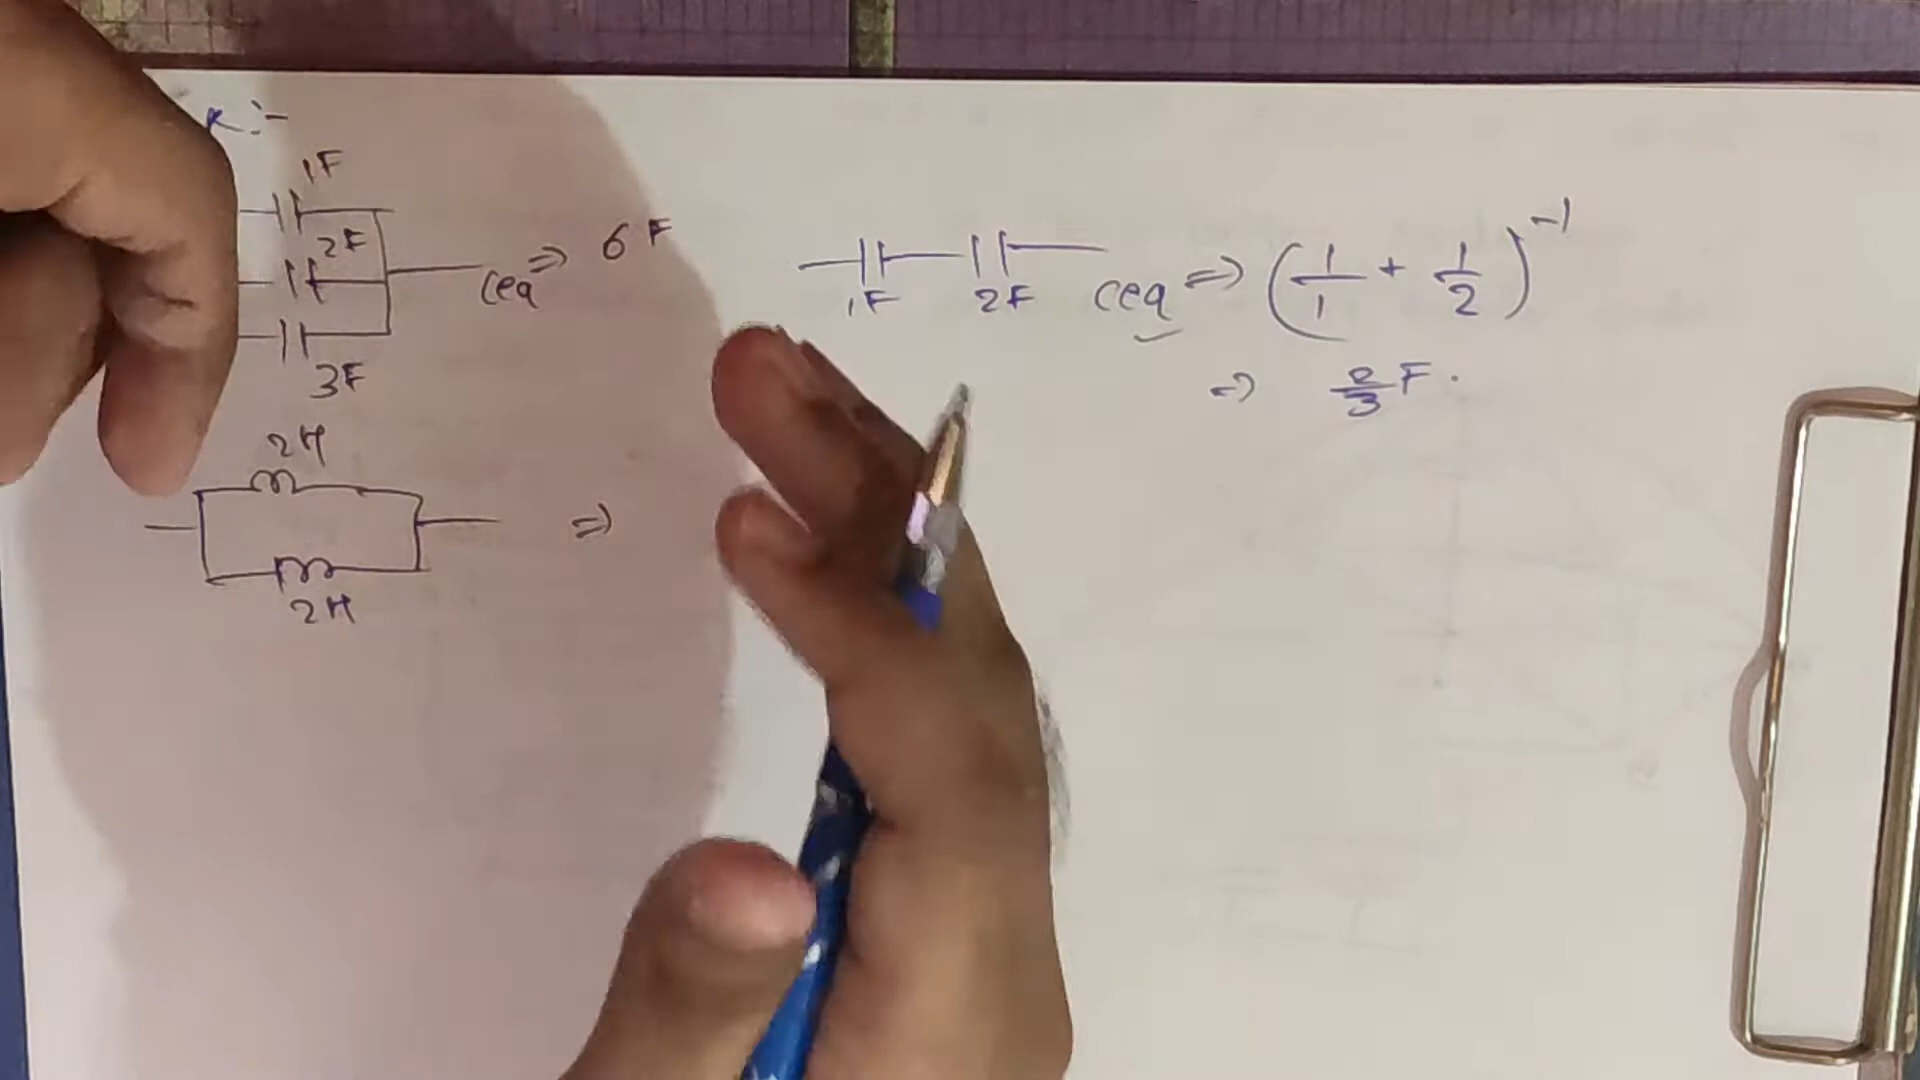 1F
2F
Ceq => 6 F
3F
1F 2F Ceq => (1/1 + 1/2)^-1
=> 2/3 F.
2H
=>
2H